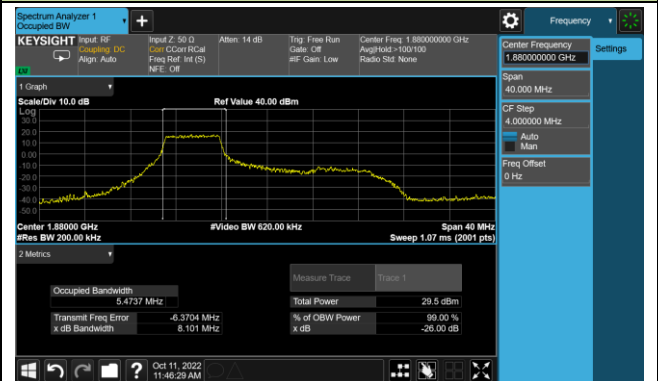 Spectrum Analyzer 1
Occupied BW
Frequency
KEYSIGHT
Input: RF
Coupling: DC
Align: Auto
Input Z: 50 Ω
Corr CCorr RCal
Freq Ref: Int (S)
NFE: Off
Atten: 14 dB
Trig: Free Run
Gate: Off
#IF Gain: Low
Center Freq: 1.880000000 GHz
Avg|Hold:>100/100
Radio Std: None
Center Frequency
1.880000000 GHz
Settings
Span
40.000 MHz
CF Step
4.000000 MHz
Auto
Man
Freq Offset
0 Hz
1 Graph
Scale/Div 10.0 dB
Ref Value 40.00 dBm
Log
30.0
20.0
10.0
0.00
-10.0
-20.0
-30.0
-40.0
-50.0
Center 1.88000 GHz
#Video BW 620.00 kHz
Span 40 MHz
#Res BW 200.00 kHz
Sweep 1.07 ms (2001 pts)
2 Metrics
Measure Trace
Trace 1
Occupied Bandwidth
5.4737 MHz
Total Power
29.5 dBm
Transmit Freq Error
-6.3704 MHz
% of OBW Power
99.00 %
x dB Bandwidth
8.101 MHz
x dB
-26.00 dB
?
Oct 11, 2022
11:46:29 AM